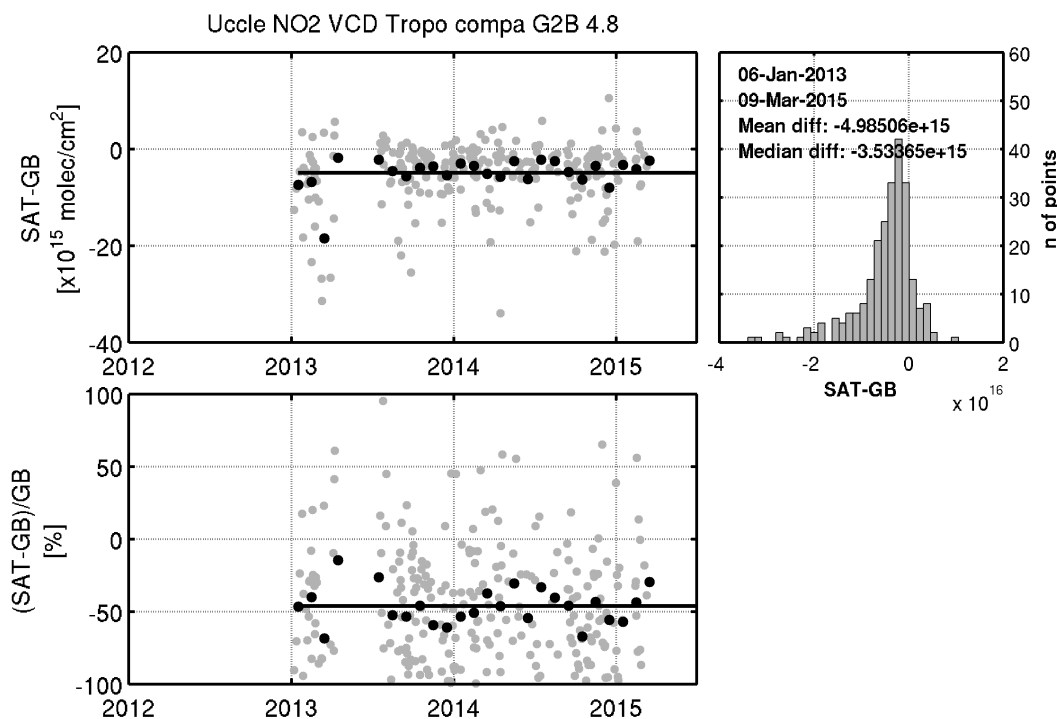 Uccle NO2 VCD Tropo compa G2B 4.8
SAT-GB
[x10^15 molec/cm^2]
20
0
-20
-40
2012
2013
2014
2015
06-Jan-2013
09-Mar-2015
Mean diff: -4.98506e+15
Median diff: -3.53365e+15
60
50
40
30
20
10
0
n of points
-4
-2
0
2
SAT-GB
x 10^16
(SAT-GB)/GB
[%]
100
50
0
-50
-100
2012
2013
2014
2015